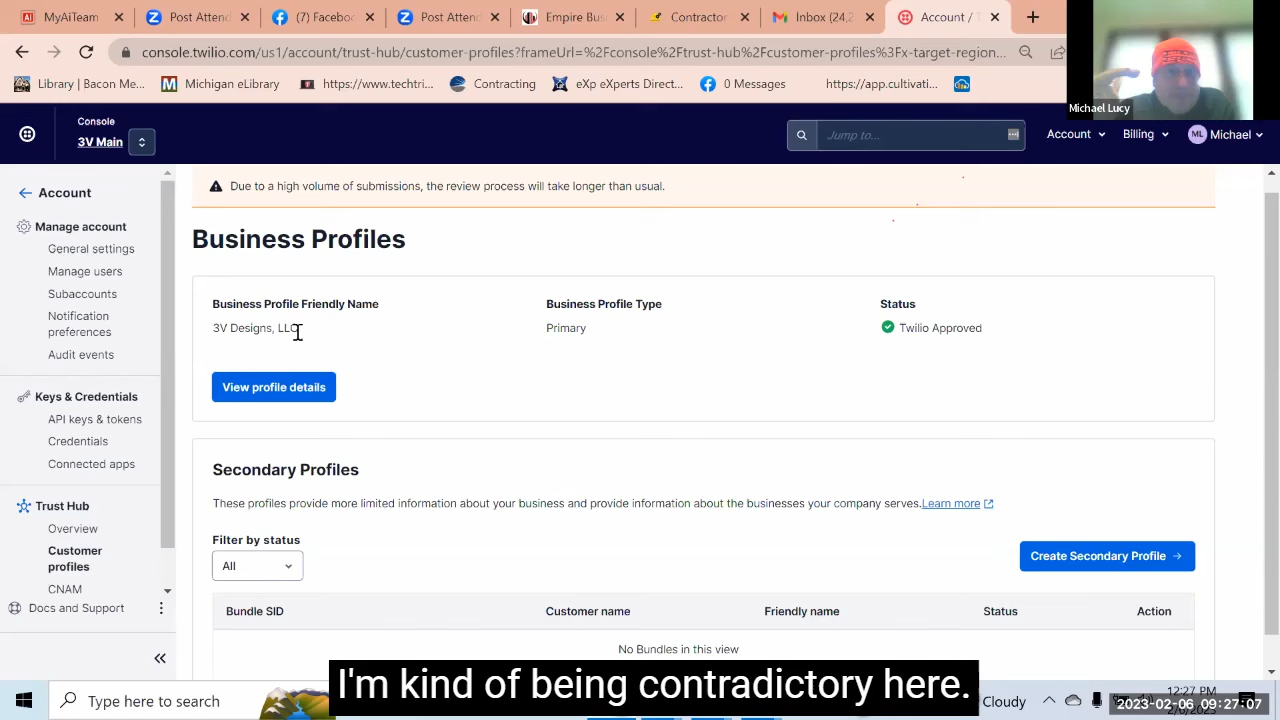 MyAiTeam
Post Attend
(7) Faceboo
Post Attend
Empire Bus
Contractor
Inbox (24,2
Account / T
console.twilio.com/us1/account/trust-hub/customer-profiles?frameUrl=%2Fconsole%2Ftrust-hub%2Fcustomer-profiles%3Fx-target-region...
Library | Bacon Me...
Michigan eLibrary
https://www.techtri...
Contracting
eXp eXperts Direct...
0 Messages
https://app.cultivati...
Michael Lucy
Console
3V Main
Jump to...
Account
Billing
ML
Michael
Account
Manage account
General settings
Manage users
Subaccounts
Notification
preferences
Audit events
Keys & Credentials
API keys & tokens
Credentials
Connected apps
Trust Hub
Overview
Customer
profiles
CNAM
Docs and Support
Due to a high volume of submissions, the review process will take longer than usual.
Business Profiles
Business Profile Friendly Name
Business Profile Type
Status
3V Designs, LLC
Primary
Twilio Approved
View profile details
Secondary Profiles
These profiles provide more limited information about your business and provide information about the businesses your company serves.Learn more
Filter by status
All
Create Secondary Profile
Bundle SID
Customer name
Friendly name
Status
Action
No Bundles in this view
I'm kind of being contradictory here.
Type here to search
Cloudy
12:27 PM
2023-02-06 09:27:07